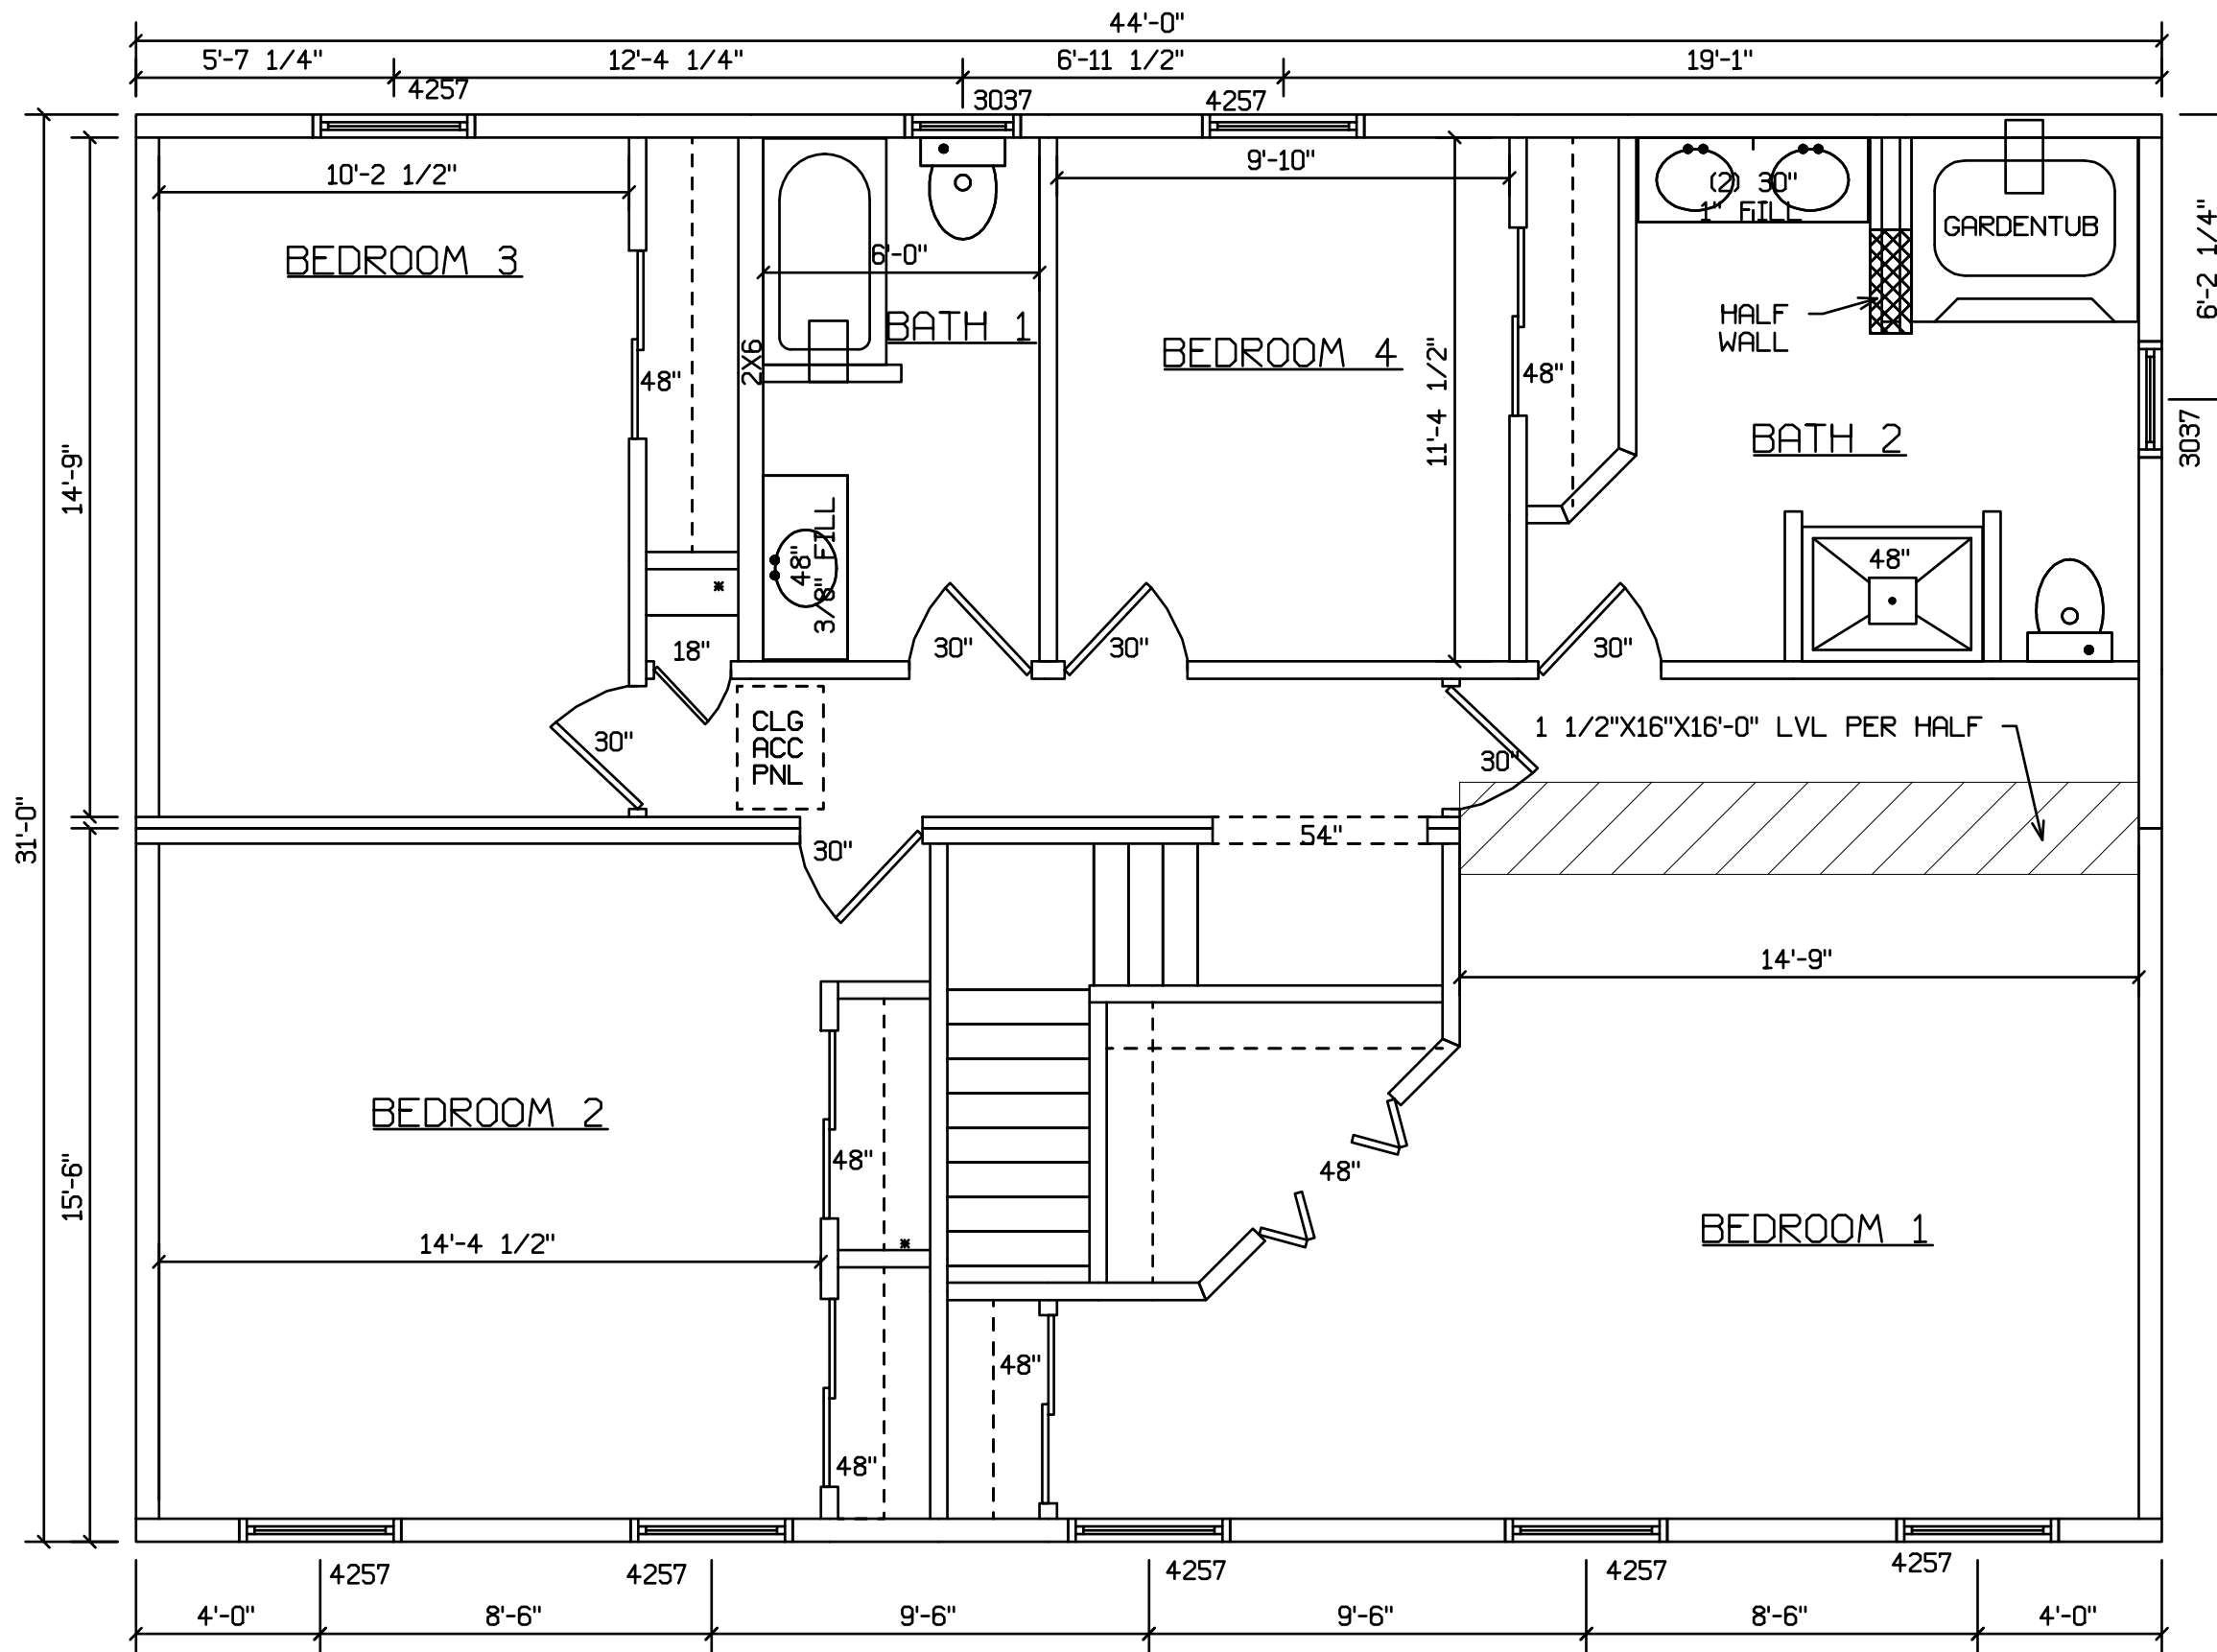 44'-0"
5'-7 1/4"
12'-4 1/4"
6'-11 1/2"
19'-1"
4257
3037
4257
10'-2 1/2"
9'-10"
(2) 30"
1" FILL
GARDENTUB
6'-2 1/4"
BEDROOM 3
6'-0"
BATH 1
HALF
WALL
BEDROOM 4
2X6
48"
11'-4 1/2"
48"
BATH 2
3037
14'-9"
48"
3/8" FILL
48"
18"
30"
30"
30"
30"
CLG
ACC
PNL
30"
1 1/2"X16"X16'-0" LVL PER HALF
31'-0"
30"
54"
14'-9"
BEDROOM 2
48"
48"
15'-6"
14'-4 1/2"
BEDROOM 1
48"
48"
4257
4257
4257
4257
4257
4'-0"
8'-6"
9'-6"
9'-6"
8'-6"
4'-0"